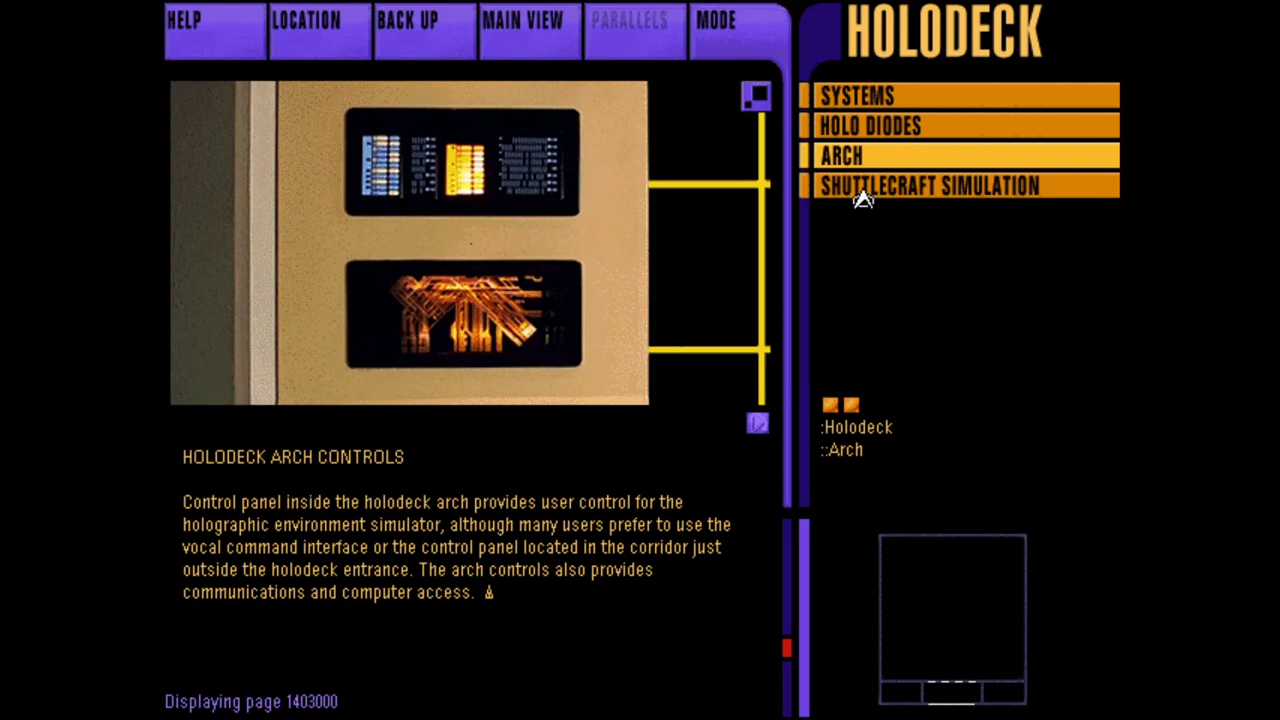 HELP
LOCATION
BACK UP
MAIN VIEW
PARALLELS
MODE
HOLODECK
SYSTEMS
HOLO DIODES
ARCH
SHUTTLECRAFT SIMULATION
:Holodeck
::Arch
HOLODECK ARCH CONTROLS
Control panel inside the holodeck arch provides user control for the
holographic environment simulator, although many users prefer to use the
vocal command interface or the control panel located in the corridor just
outside the holodeck entrance. The arch controls also provides
communications and computer access.
Displaying page 1403000